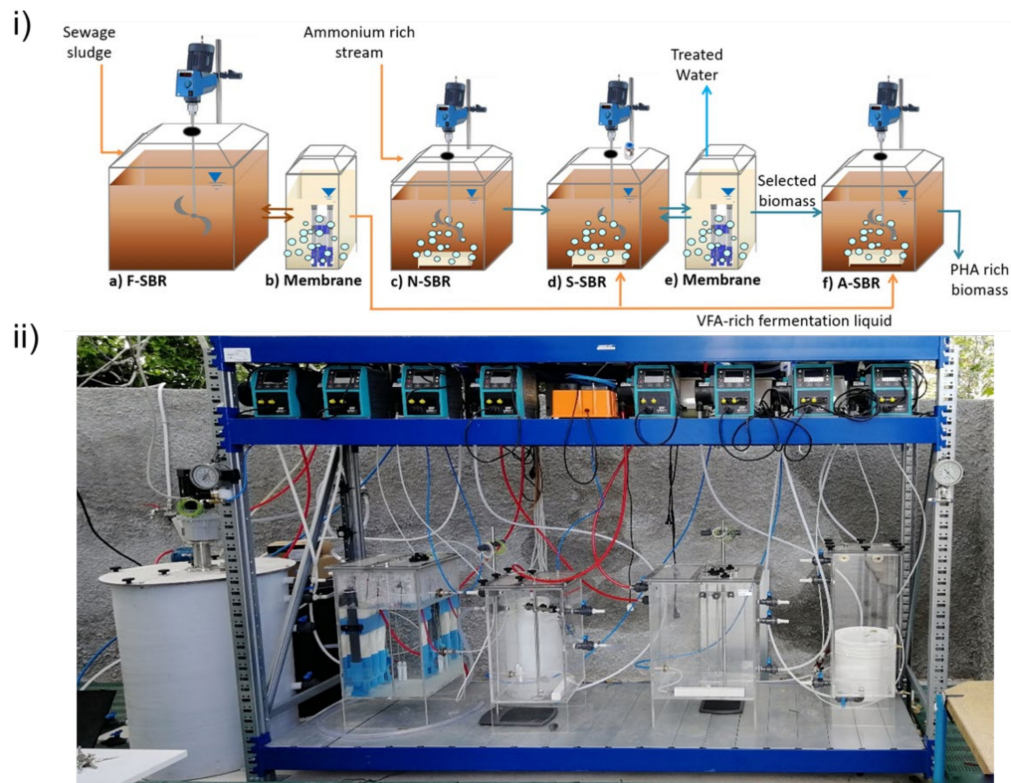 i)
Sewage
sludge
Ammonium rich
stream
Treated
Water
Selected
biomass
PHA rich
biomass
a) F-SBR
b) Membrane
c) N-SBR
d) S-SBR
e) Membrane
f) A-SBR
VFA-rich fermentation liquid
ii)